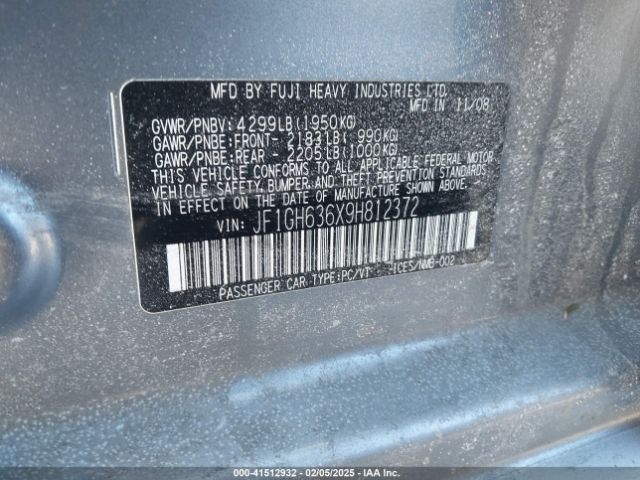 MFD BY FUJI HEAVY INDUSTRIES LTD.
MFD IN 11/08
GVWR/PNBV: 4299LB(1950KG)
GAWR/PNBE:FRONT- 2183LB( 990KG)
GAWR/PNBE:REAR - 2205LB(1000KG)
THIS VEHICLE CONFORMS TO ALL APPLICABLE FEDERAL MOTOR
VEHICLE SAFETY, BUMPER AND THEFT PREVENTION STANDARDS
IN EFFECT ON THE DATE OF MANUFACTURE SHOWN ABOVE.
VIN: JF1GH636X9H812372
PASSENGER CAR TYPE:PC/VT ICES/NMB-002
000-41512932 - 02/05/2025 - IAA Inc.